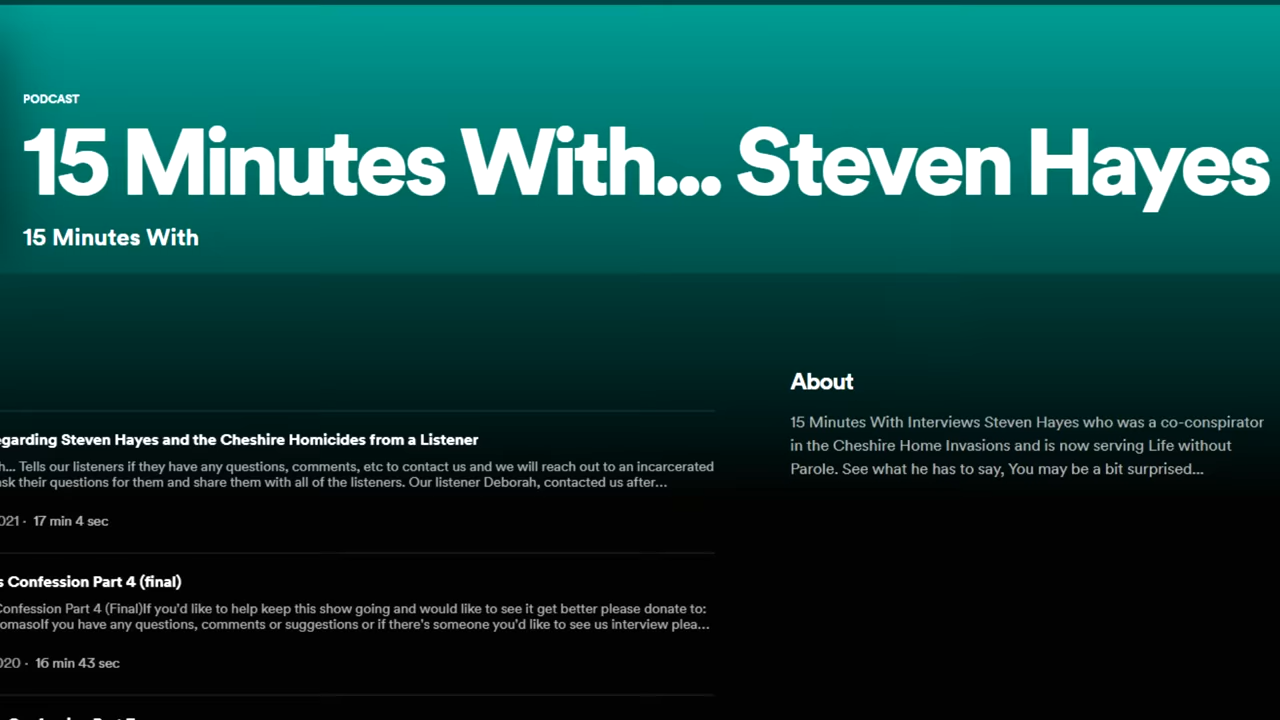 PODCAST
15 Minutes With... Steven Hayes
15 Minutes With
About
15 Minutes With Interviews Steven Hayes who was a co-conspirator
in the Cheshire Home Invasions and is now serving Life without
Parole. See what he has to say, You may be a bit surprised...
egarding Steven Hayes and the Cheshire Homicides from a Listener
h... Tells our listeners if they have any questions, comments, etc to contact us and we will reach out to an incarcerated
ask their questions for them and share them with all of the listeners. Our listener Deborah, contacted us after...
021 · 17 min 4 sec
s Confession Part 4 (final)
Confession Part 4 (Final)If you'd like to help keep this show going and would like to see it get better please donate to:
omasoIf you have any questions, comments or suggestions or if there's someone you'd like to see us interview plea...
020 · 16 min 43 sec